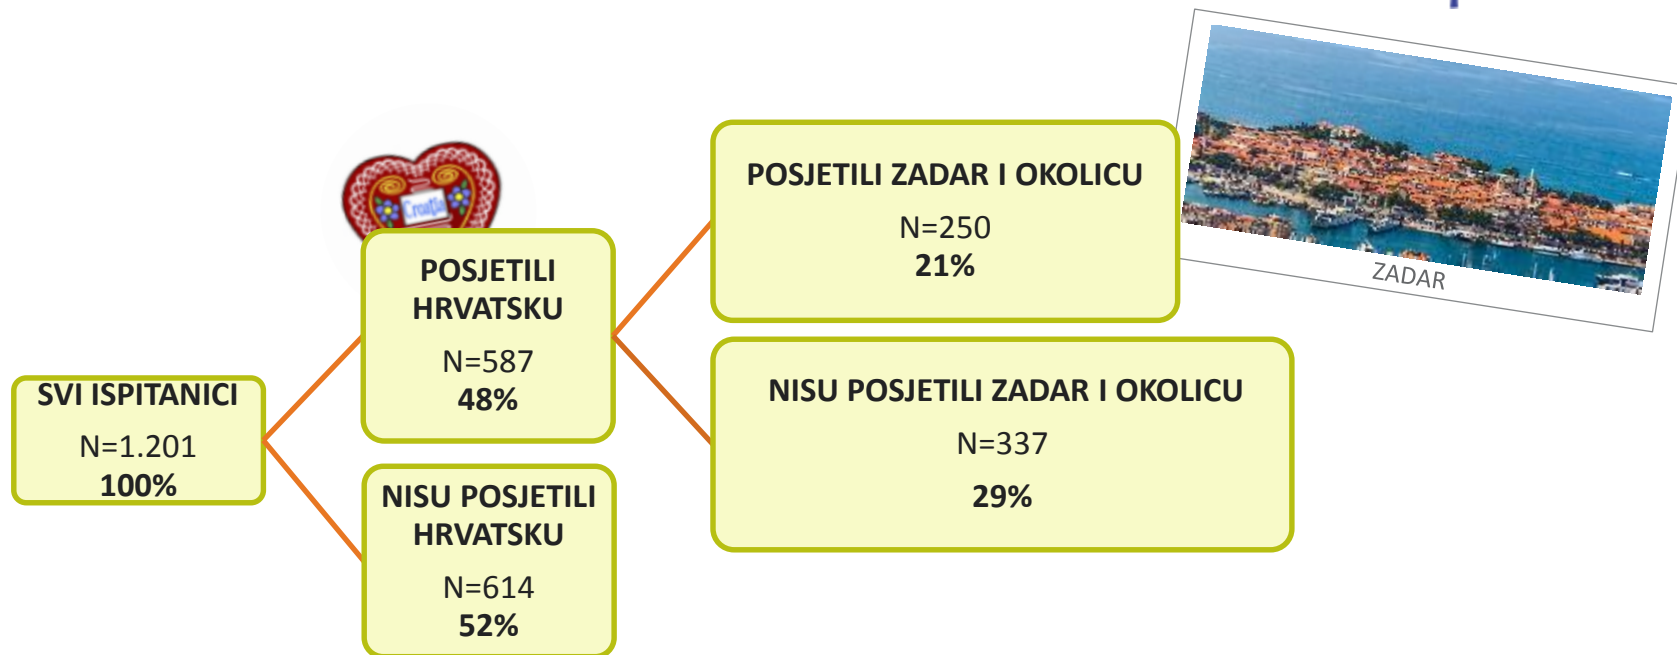 Croatia
POSJETILI ZADAR I OKOLICU
N=250
21%
ZADAR
POSJETILI
HRVATSKU
N=587
48%
NISU POSJETILI ZADAR I OKOLICU
N=337
29%
SVI ISPITANICI
N=1.201
100%
NISU POSJETILI
HRVATSKU
N=614
52%